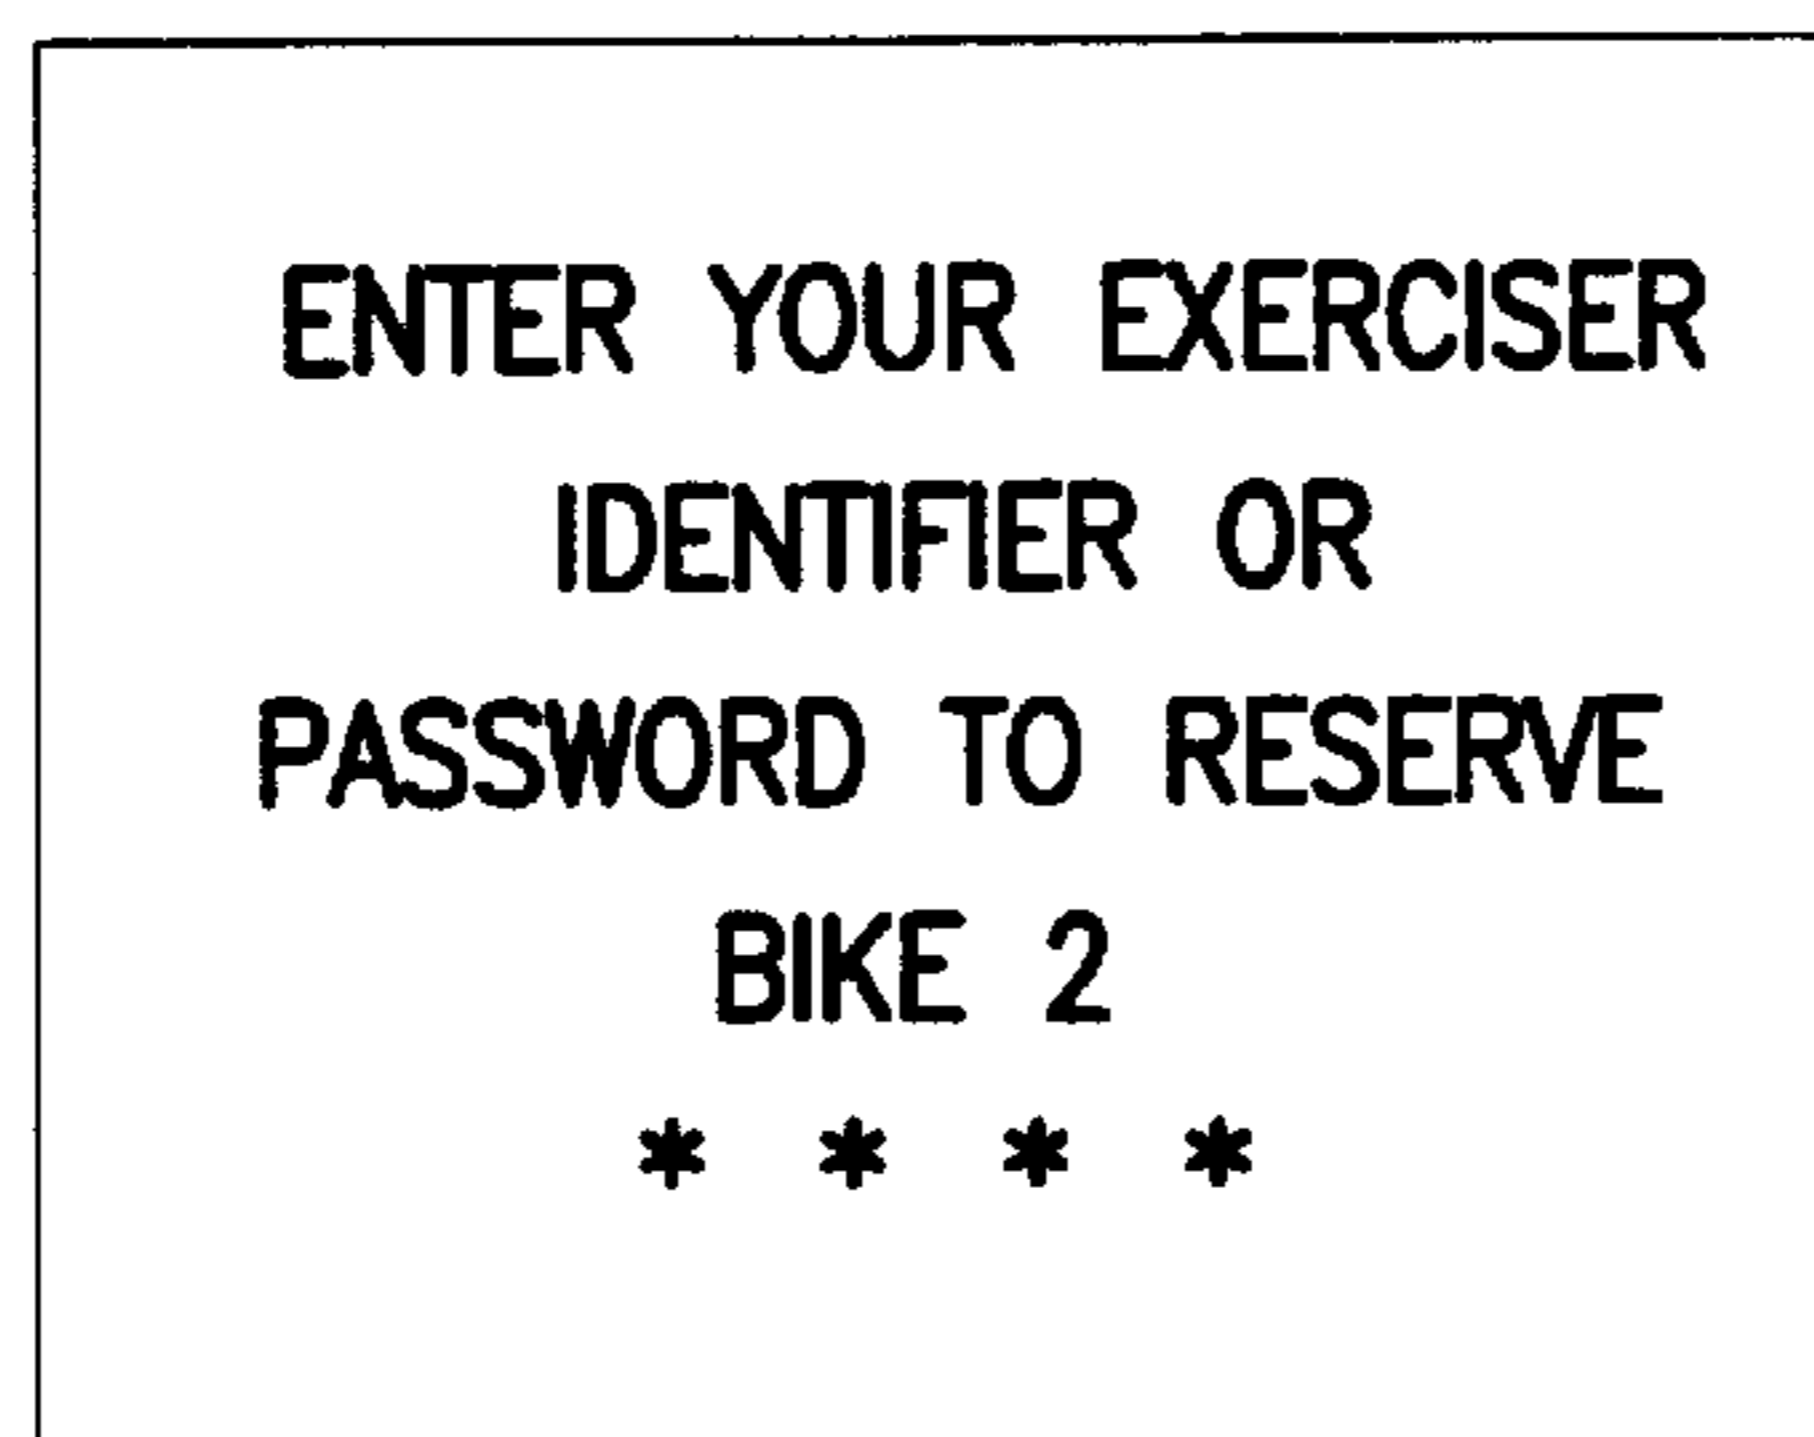 ENTER YOUR EXERCISER
IDENTIFIER OR
PASSWORD TO RESERVE
BIKE 2
* * * *